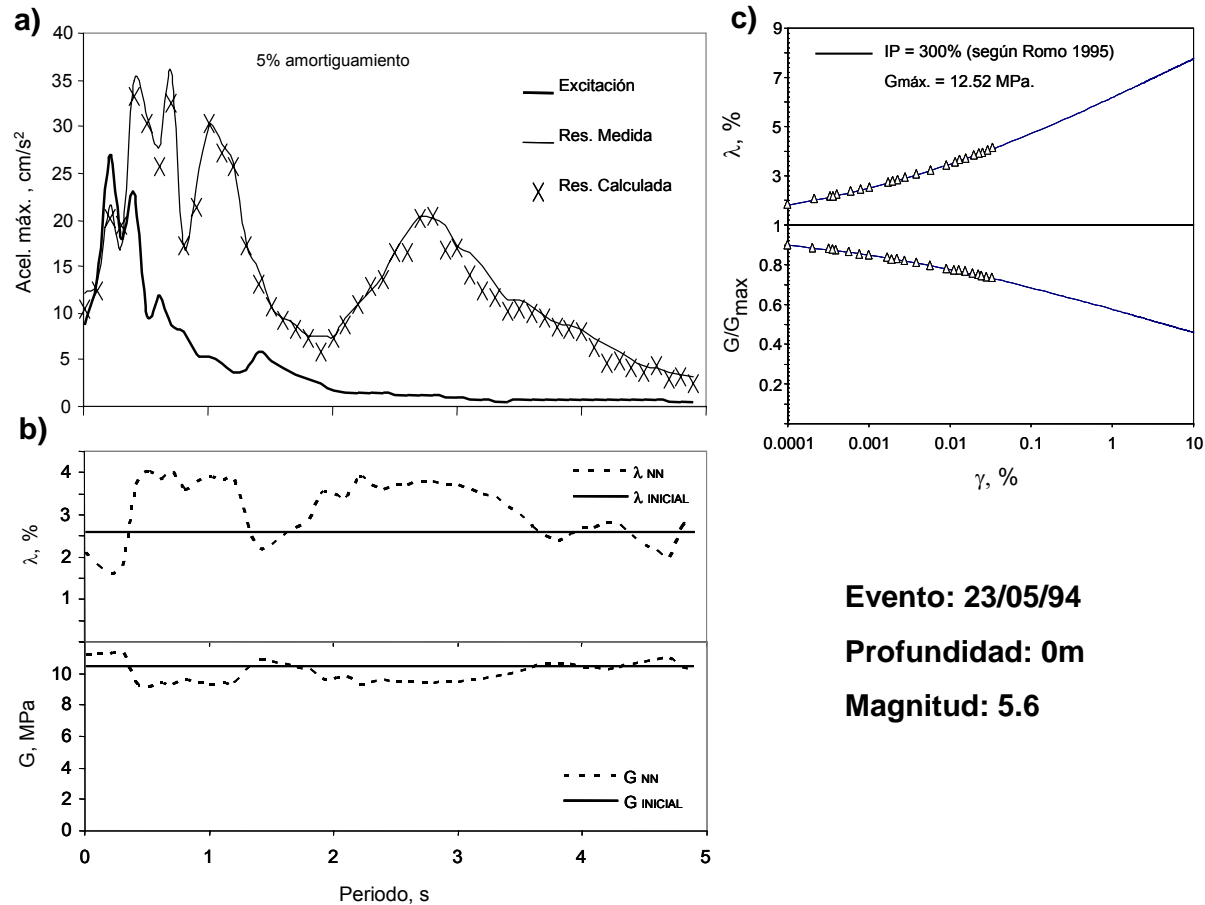 a)
40
35
30
25
20
15
10
5
0
Acel. máx. , cm/s²
5% amortiguamiento
Excitación
Res. Medida
Res. Calculada
b)
4
3
2
1
λ, %
λ NN
λ INICIAL
10
8
6
4
2
0
G, MPa
G NN
G INICIAL
0 1 2 3 4 5
Periodo, s
c)
9
7
5
3
1
λ, %
IP = 300% (según Romo 1995)
Gmáx. = 12.52 MPa.
0.8
0.6
0.4
0.2
G/Gmax
0.0001 0.001 0.01 0.1 1 10
γ, %
Evento: 23/05/94
Profundidad: 0m
Magnitud: 5.6